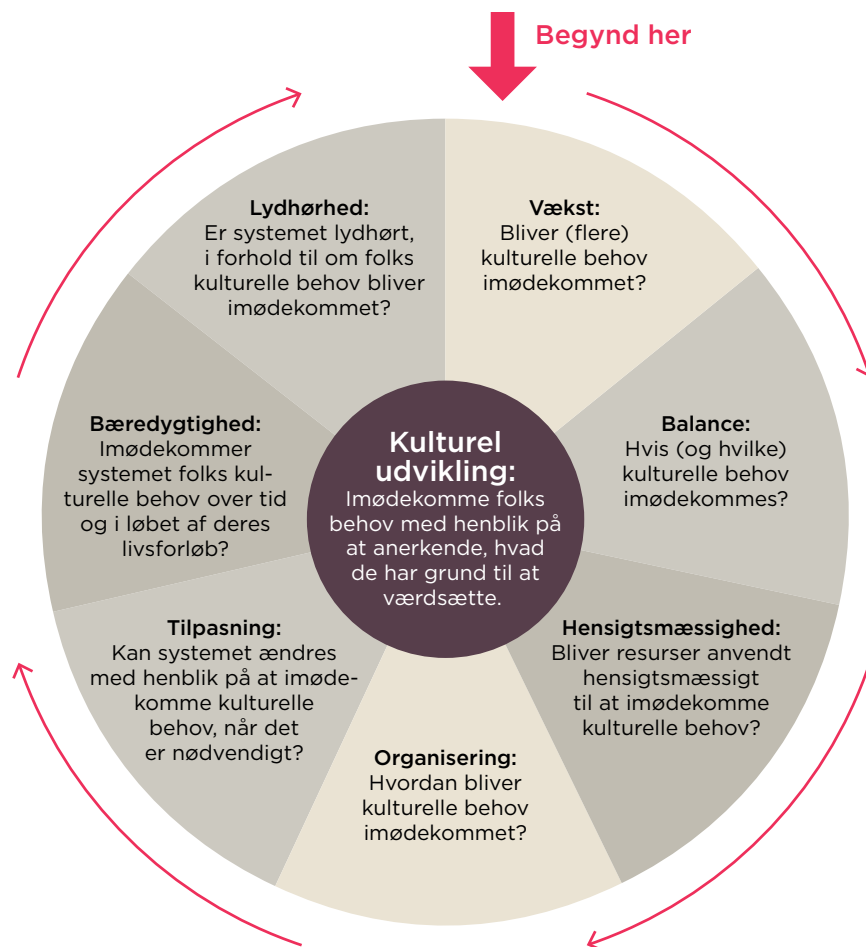 Begynd her
Vækst:
Bliver (flere)
kulturelle behov
imødekommet?
Balance:
Hvis (og hvilke)
kulturelle behov
imødekommes?
Hensigtsmæssighed:
Bliver resurser anvendt
hensigtsmæssigt
til at imødekomme
kulturelle behov?
Organisering:
Hvordan bliver
kulturelle behov
imødekommet?
Tilpasning:
Kan systemet ændres
med henblik på at imøde-
komme kulturelle
behov, når det
er nødvendigt?
Bæredygtighed:
Imødekommer
systemet folks kul-
turelle behov over tid
og i løbet af deres
livsforløb?
Lydhørhed:
Er systemet lydhørt,
i forhold til om folks
kulturelle behov bliver
imødekommet?
Kulturel
udvikling:
Imødekomme folks
behov med henblik på
at anerkende, hvad
de har grund til at
værdsætte.